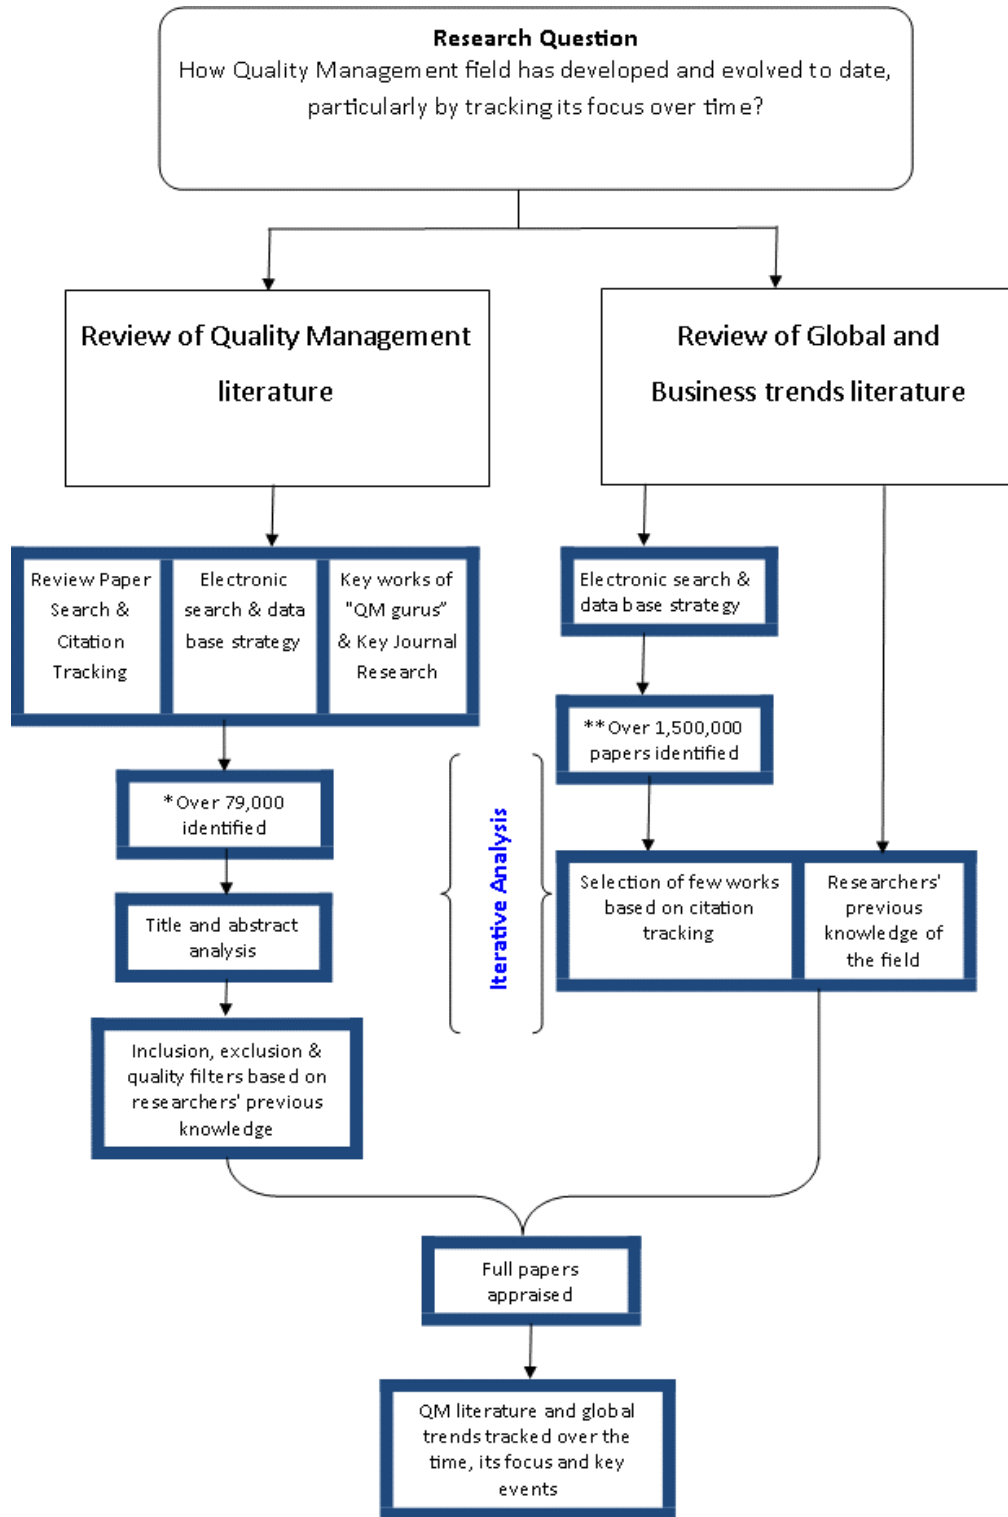 Research Question
How Quality Management field has developed and evolved to date,
particularly by tracking its focus over time?
Review of Quality Management
literature
Review of Global and
Business trends literature
Review Paper
Search &
Citation
Tracking
Electronic
search & data
base strategy
Key works of
"QM gurus”
& Key Journal
Research
Electronic search &
data base strategy
**Over 1,500,000
papers identified
*Over 79,000
identified
Title and abstract
analysis
Inclusion, exclusion &
quality filters based on
researchers' previous
knowledge
Iterative Analysis
Selection of few works
based on citation
tracking
Researchers'
previous
knowledge of
the field
Full papers
appraised
QM literature and global
trends tracked over the
time, its focus and key
events